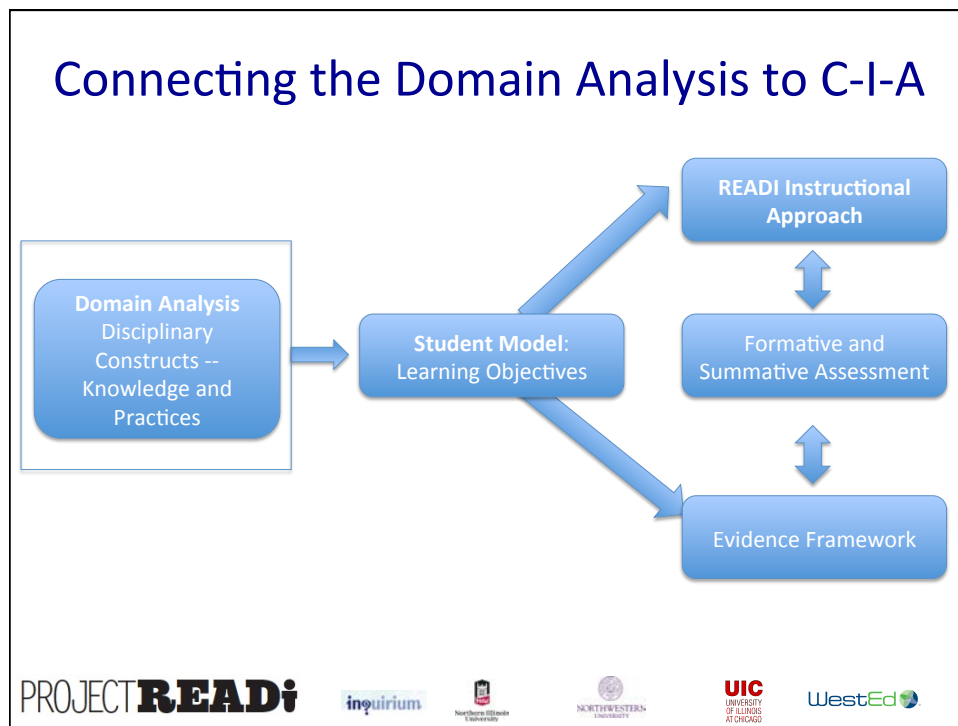 Connecting the Domain Analysis to C-I-A
READI Instructional
Approach
Domain Analysis
Disciplinary
Constructs --
Knowledge and
Practices
Student Model:
Learning Objectives
Formative and
Summative Assessment
Evidence Framework
PROJECT READi
inquirium
Northern Illinois
University
NORTHWESTERN
UNIVERSITY
UIC
UNIVERSITY
OF ILLINOIS
AT CHICAGO
WestEd